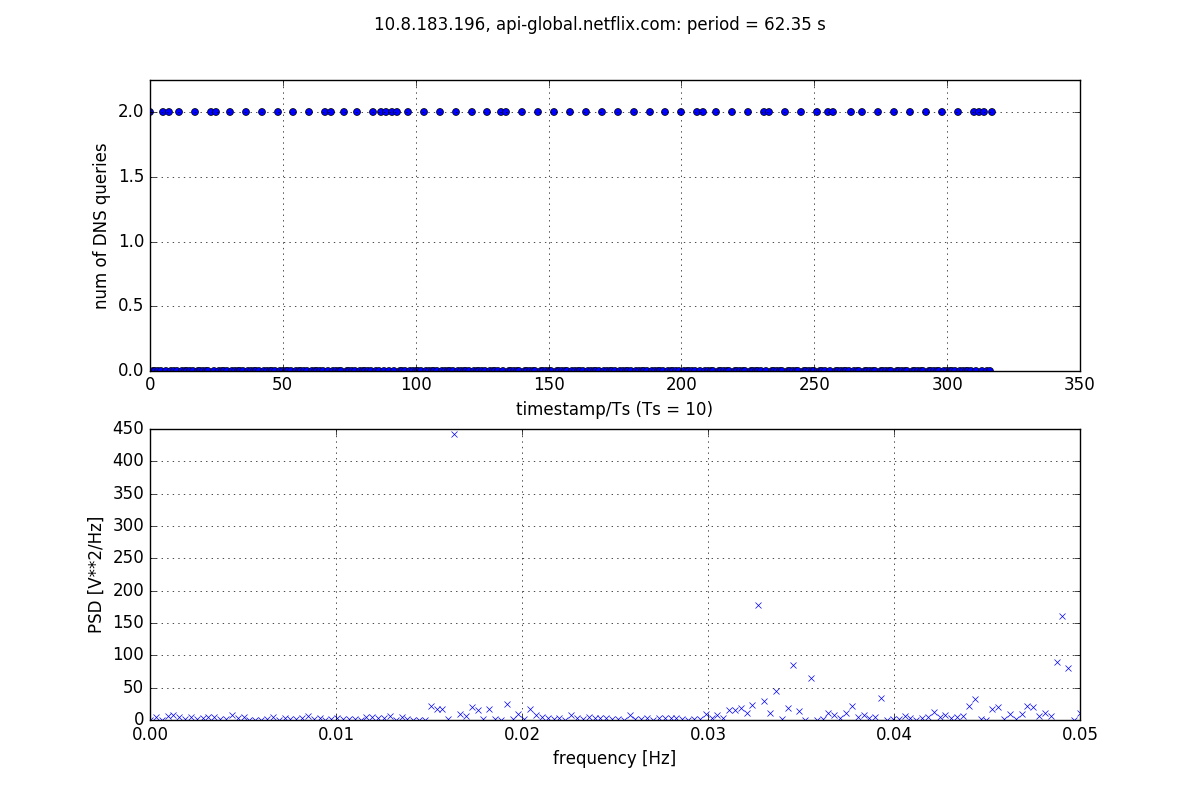 10.8.183.196, api-global.netflix.com: period = 62.35 s
2.0
1.5
1.0
0.5
0.0
num of DNS queries
0 50 100 150 200 250 300 350
timestamp/Ts (Ts = 10)
450
400
350
300
250
200
150
100
50
0
PSD [V**2/Hz]
0.00 0.01 0.02 0.03 0.04 0.05
frequency [Hz]